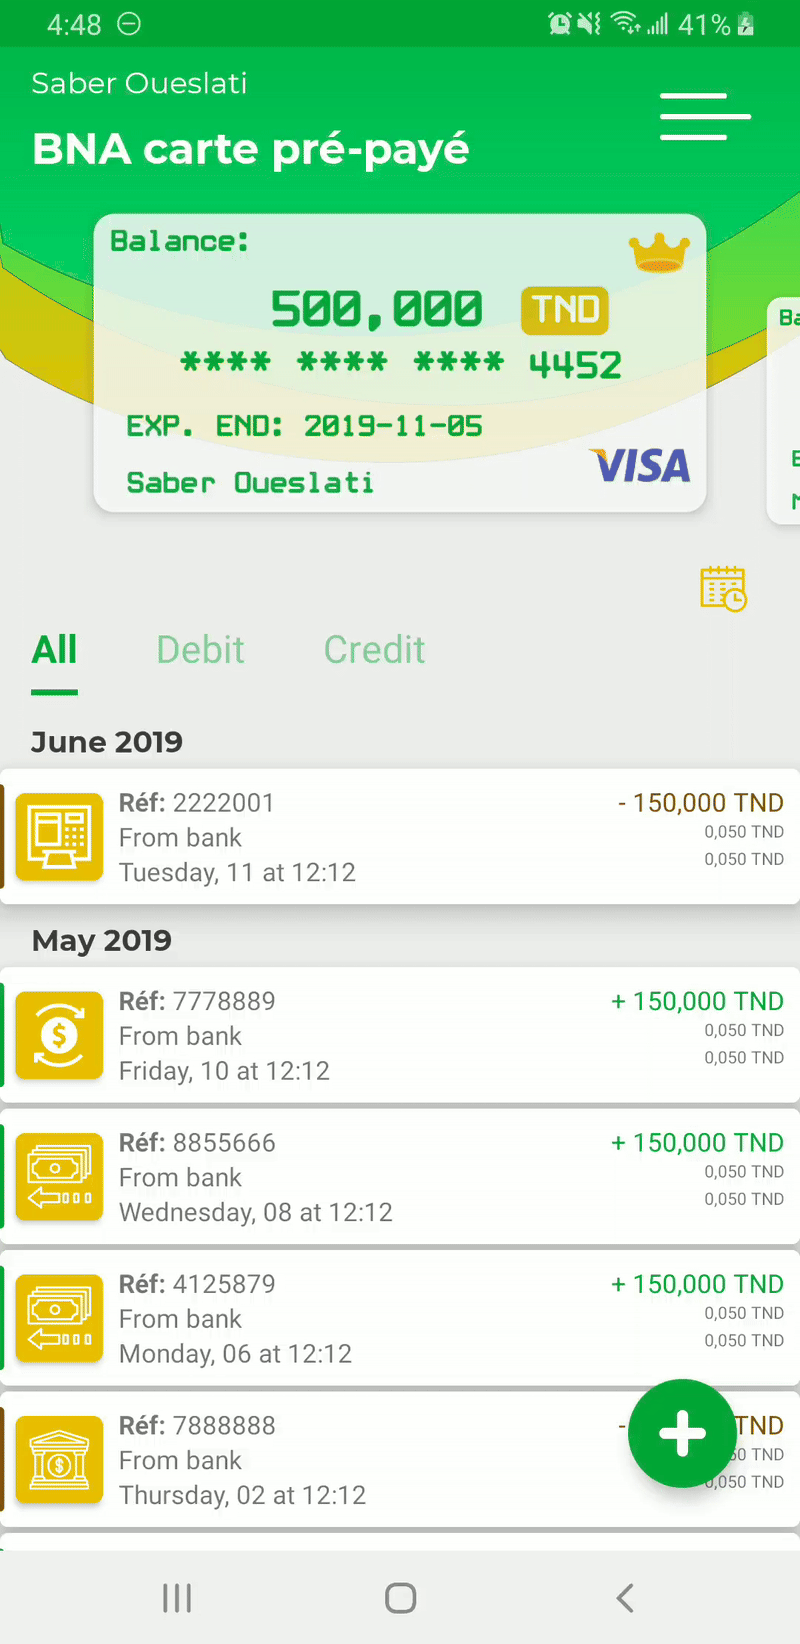 4:48 41%
Saber Oueslati
BNA carte pré-payé
Balance:
500,000 TND
**** **** **** 4452
EXP. END: 2019-11-05
VISA
Saber Oueslati
All Debit Credit
June 2019
Réf: 2222001 - 150,000 TND
From bank 0,050 TND
Tuesday, 11 at 12:12 0,050 TND
May 2019
Réf: 7778889 + 150,000 TND
From bank 0,050 TND
Friday, 10 at 12:12 0,050 TND
Réf: 8855666 + 150,000 TND
From bank 0,050 TND
Wednesday, 08 at 12:12 0,050 TND
Réf: 4125879 + 150,000 TND
From bank 0,050 TND
Monday, 06 at 12:12 0,050 TND
Réf: 7888888 - TND
From bank TND
Thursday, 02 at 12:12 0,050 TND